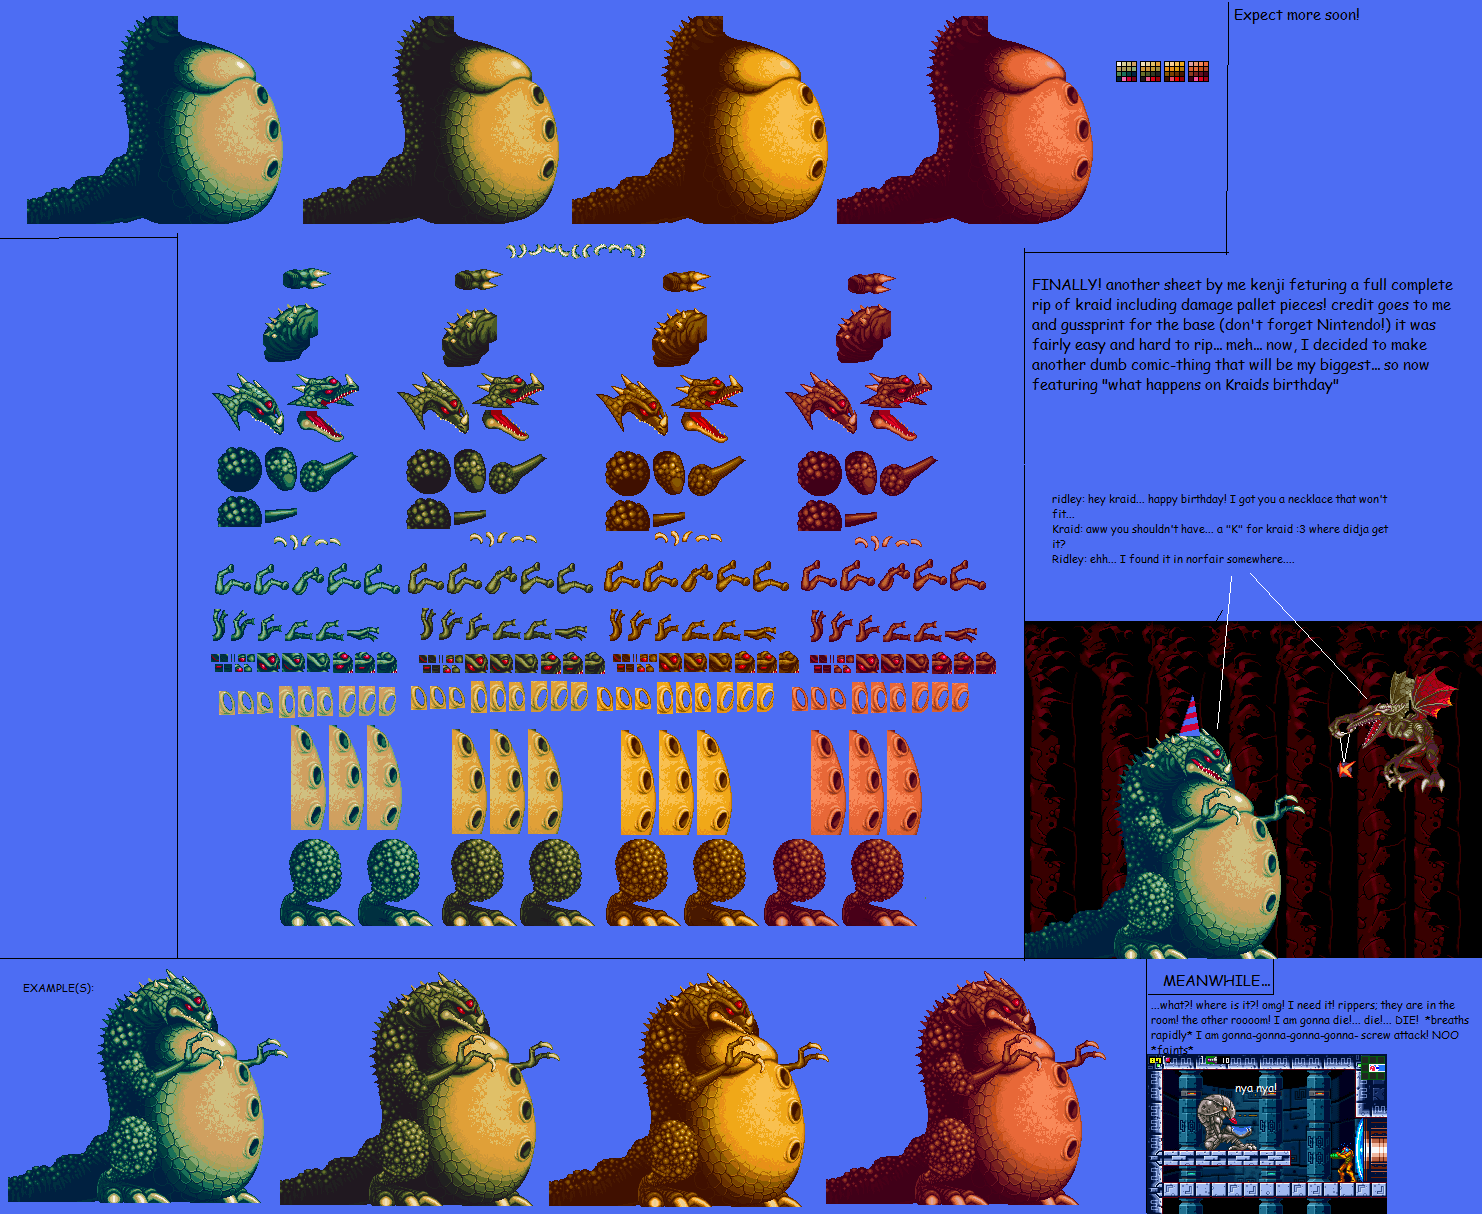 Expect more soon!
FINALLY! another sheet by me kenji feturing a full complete
rip of kraid including damage pallet pieces! credit goes to me
and gussprint for the base (don't forget Nintendo!) it was
fairly easy and hard to rip... meh... now, I decided to make
another dumb comic-thing that will be my biggest... so now
featuring "what happens on Kraids birthday"
ridley: hey kraid... happy birthday! I got you a necklace that won't
fit...
Kraid: aww you shouldn't have... a "K" for kraid :3 where didja get
it?
Ridley: ehh... I found it in norfair somewhere....
EXAMPLE(S):
MEANWHILE...
...what?! where is it?! omg! I need it! rippers; they are in the
room! the other roooom! I am gonna die!... die!... DIE! *breaths
rapidly* I am gonna-gonna-gonna-gonna- screw attack! NOO
*faints*
nya nya!